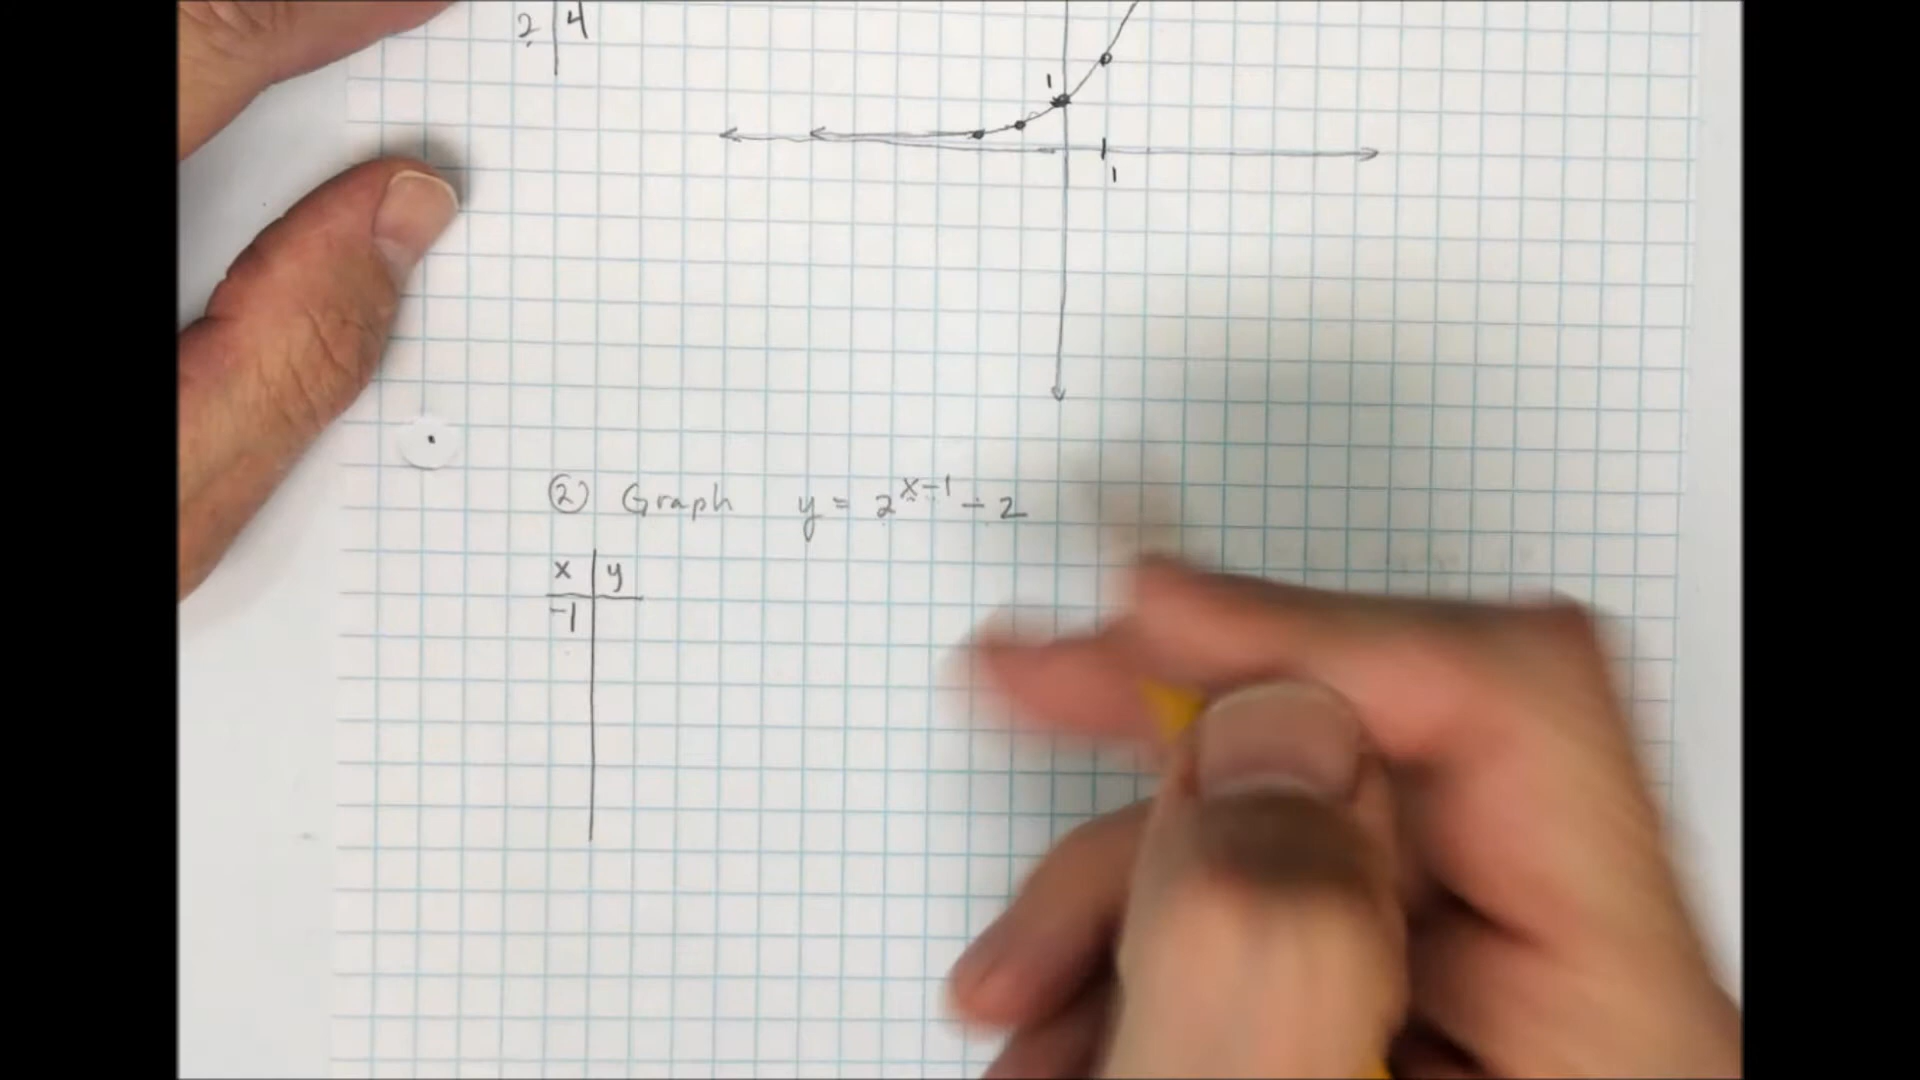 2 | 4
1
1
② Graph y = 2^{x-1} - 2
x | y
-1 |